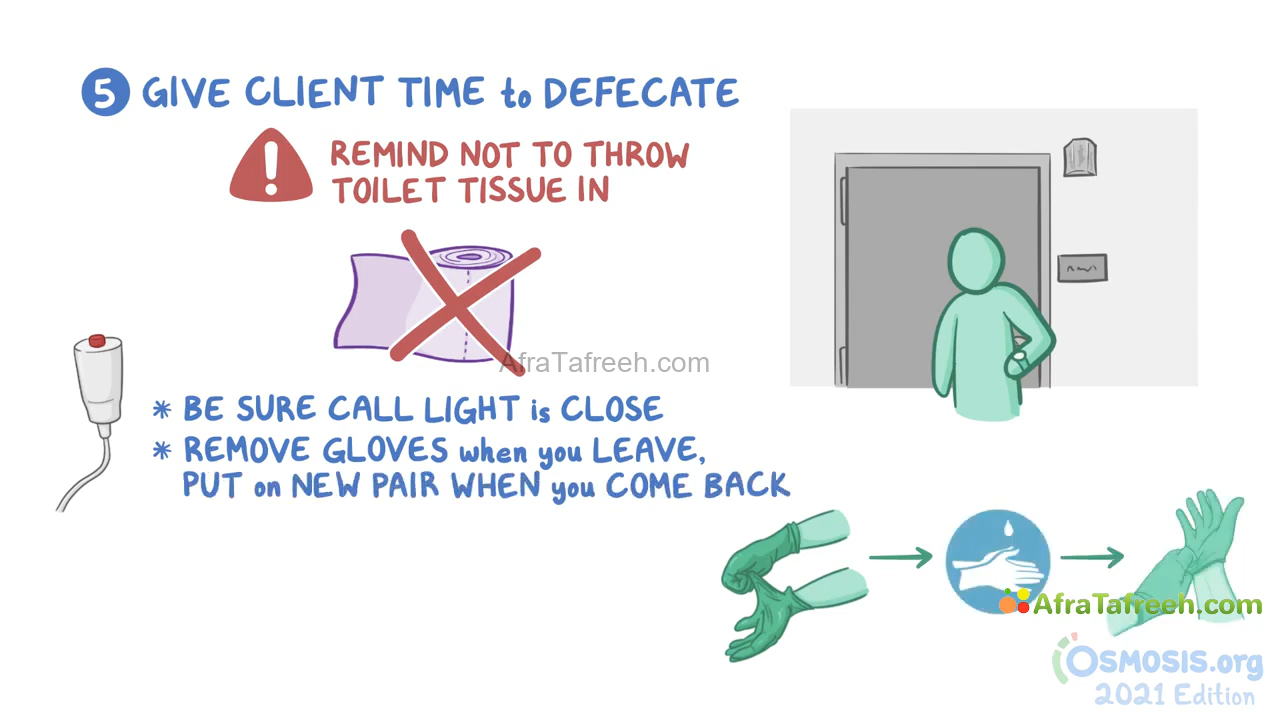 5 GIVE CLIENT TIME to DEFECATE
! REMIND NOT TO THROW
TOILET TISSUE IN
AfraTafreeh.com
* BE SURE CALL LIGHT is CLOSE
* REMOVE GLOVES when you LEAVE,
PUT on NEW PAIR WHEN you COME BACK
AfraTafreeh.com
OSMOSIS.org
2021 Edition